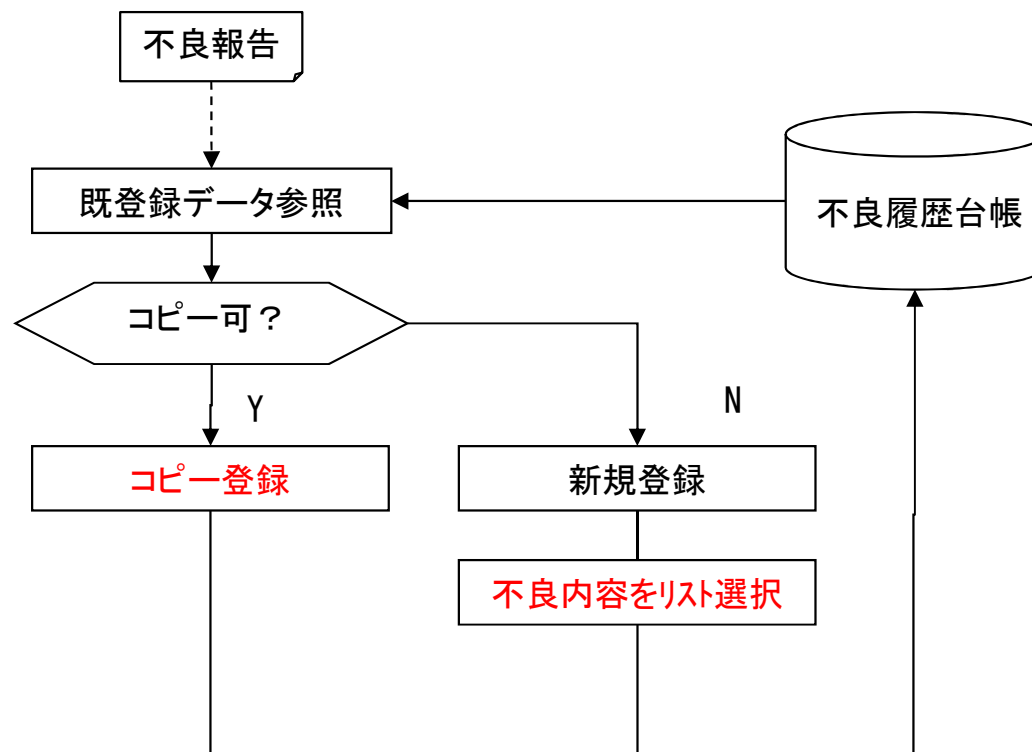 不良報告
既登録データ参照
不良履歴台帳
コピー可？
Y
N
コピー登録
新規登録
不良内容をリスト選択